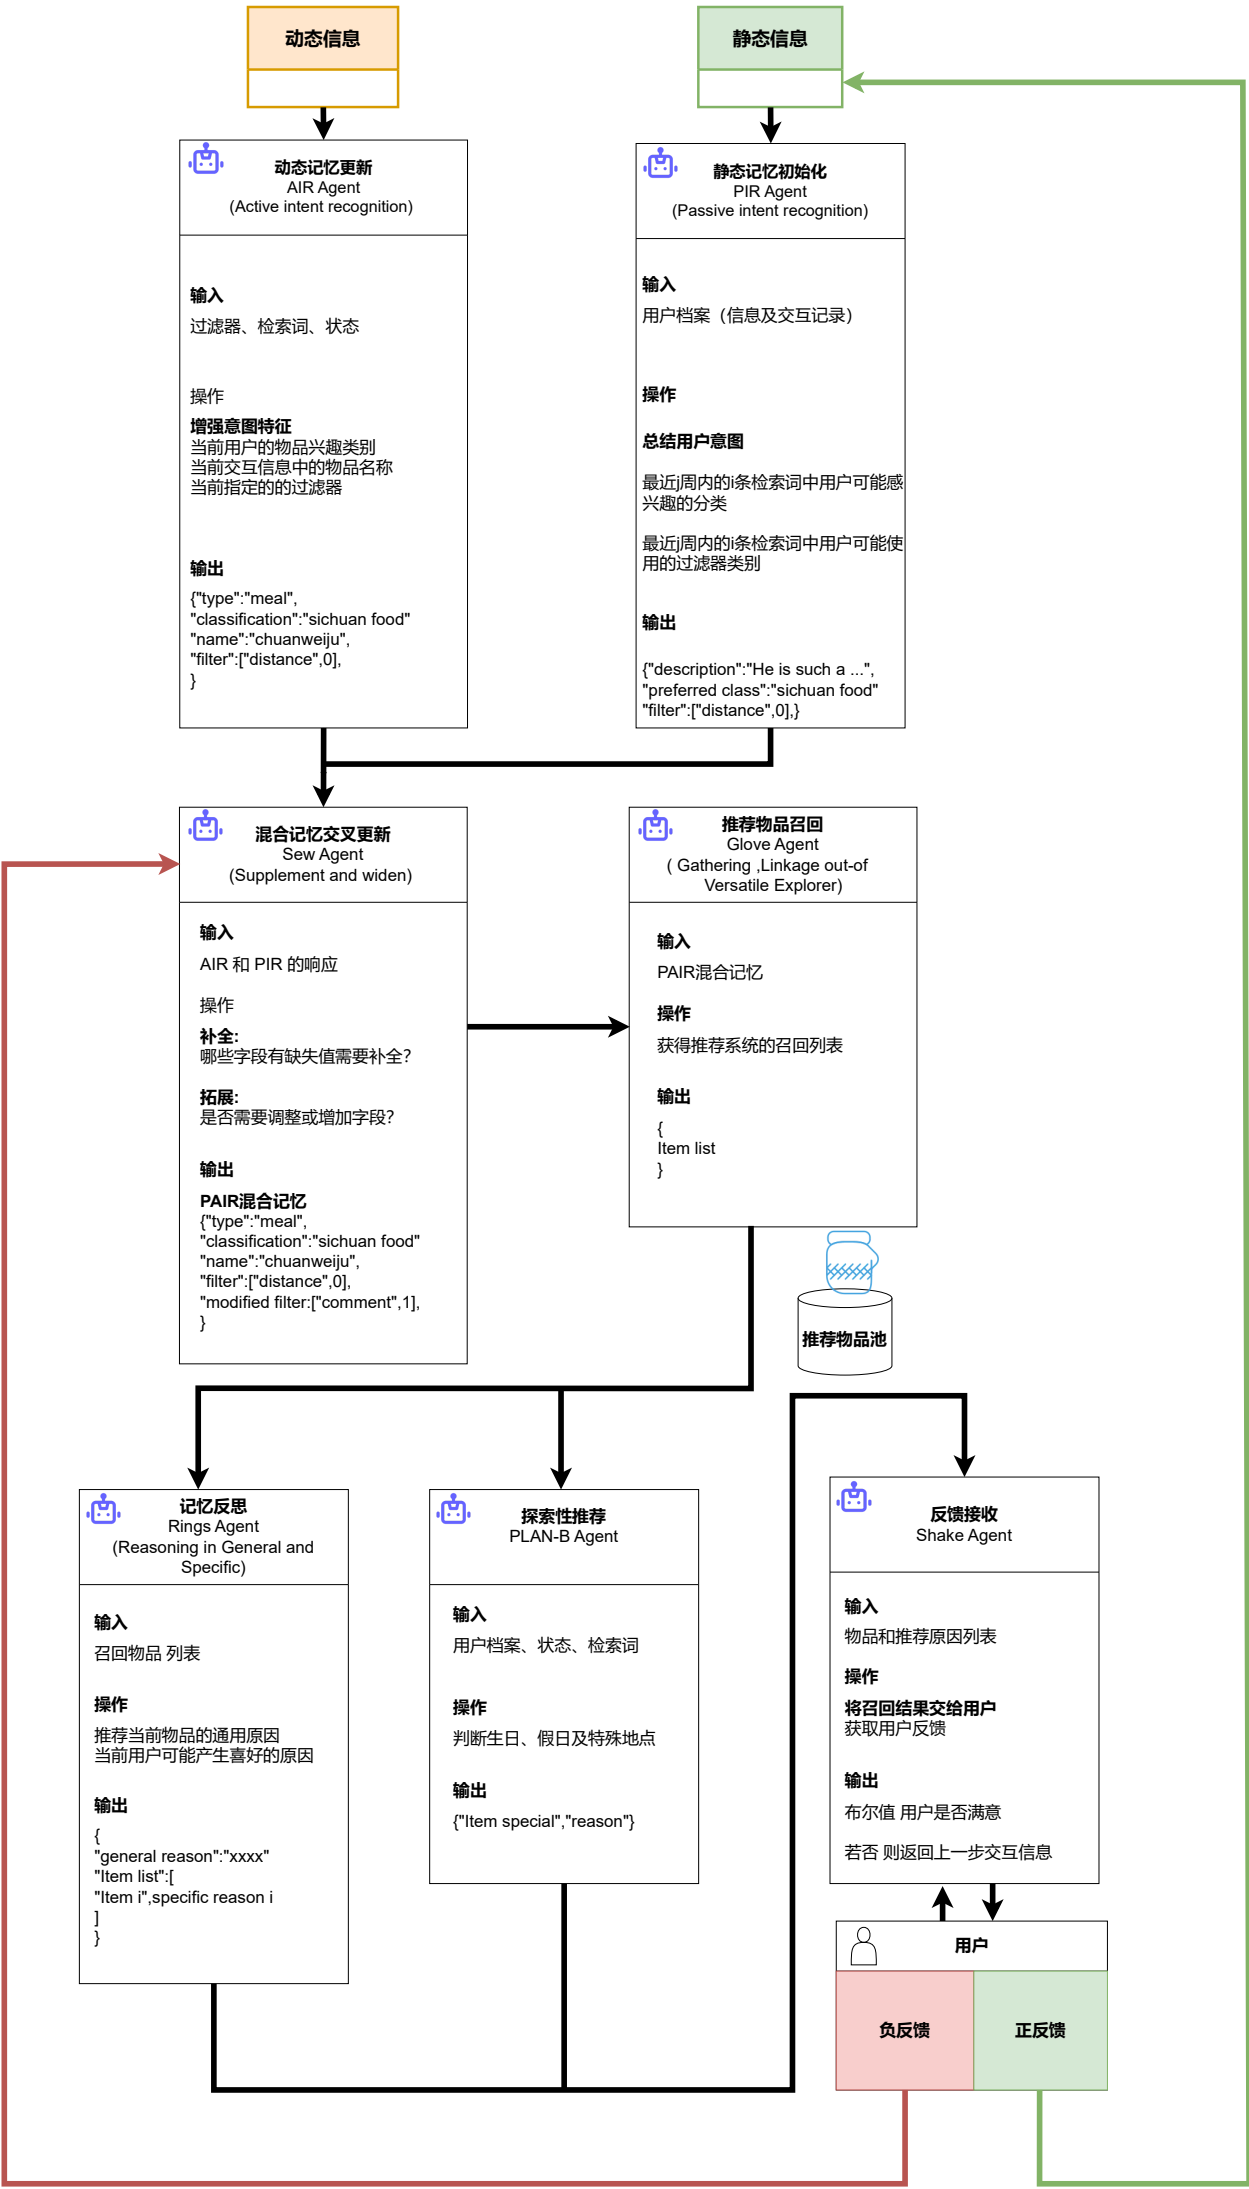 动态信息
静态信息
动态记忆更新
AIR Agent
(Active intent recognition)
输入
过滤器、检索词、状态
操作
增强意图特征
当前用户的物品兴趣类别
当前交互信息中的物品名称
当前指定的的过滤器
输出
{"type":"meal",
"classification":"sichuan food"
"name":"chuanweiju",
"filter":["distance",0],
}
静态记忆初始化
PIR Agent
(Passive intent recognition)
输入
用户档案（信息及交互记录）
操作
总结用户意图
最近j周内的i条检索词中用户可能感
兴趣的分类
最近j周内的i条检索词中用户可能使
用的过滤器类别
输出
{"description":"He is such a ...",
"preferred class":"sichuan food"
"filter":["distance",0],}
混合记忆交叉更新
Sew Agent
(Supplement and widen)
输入
AIR 和 PIR 的响应
操作
补全:
哪些字段有缺失值需要补全?
拓展:
是否需要调整或增加字段?
输出
PAIR混合记忆
{"type":"meal",
"classification":"sichuan food"
"name":"chuanweiju",
"filter":["distance",0],
"modified filter:["comment",1],
}
推荐物品召回
Glove Agent
( Gathering ,Linkage out-of
Versatile Explorer)
输入
PAIR混合记忆
操作
获得推荐系统的召回列表
输出
{
Item list
}
推荐物品池
记忆反思
Rings Agent
(Reasoning in General and
Specific)
输入
召回物品 列表
操作
推荐当前物品的通用原因
当前用户可能产生喜好的原因
输出
{
"general reason":"xxxx"
"Item list":[
"Item i",specific reason i
]
}
探索性推荐
PLAN-B Agent
输入
用户档案、状态、检索词
操作
判断生日、假日及特殊地点
输出
{"Item special","reason"}
反馈接收
Shake Agent
输入
物品和推荐原因列表
操作
将召回结果交给用户
获取用户反馈
输出
布尔值 用户是否满意
若否 则返回上一步交互信息
用户
负反馈
正反馈